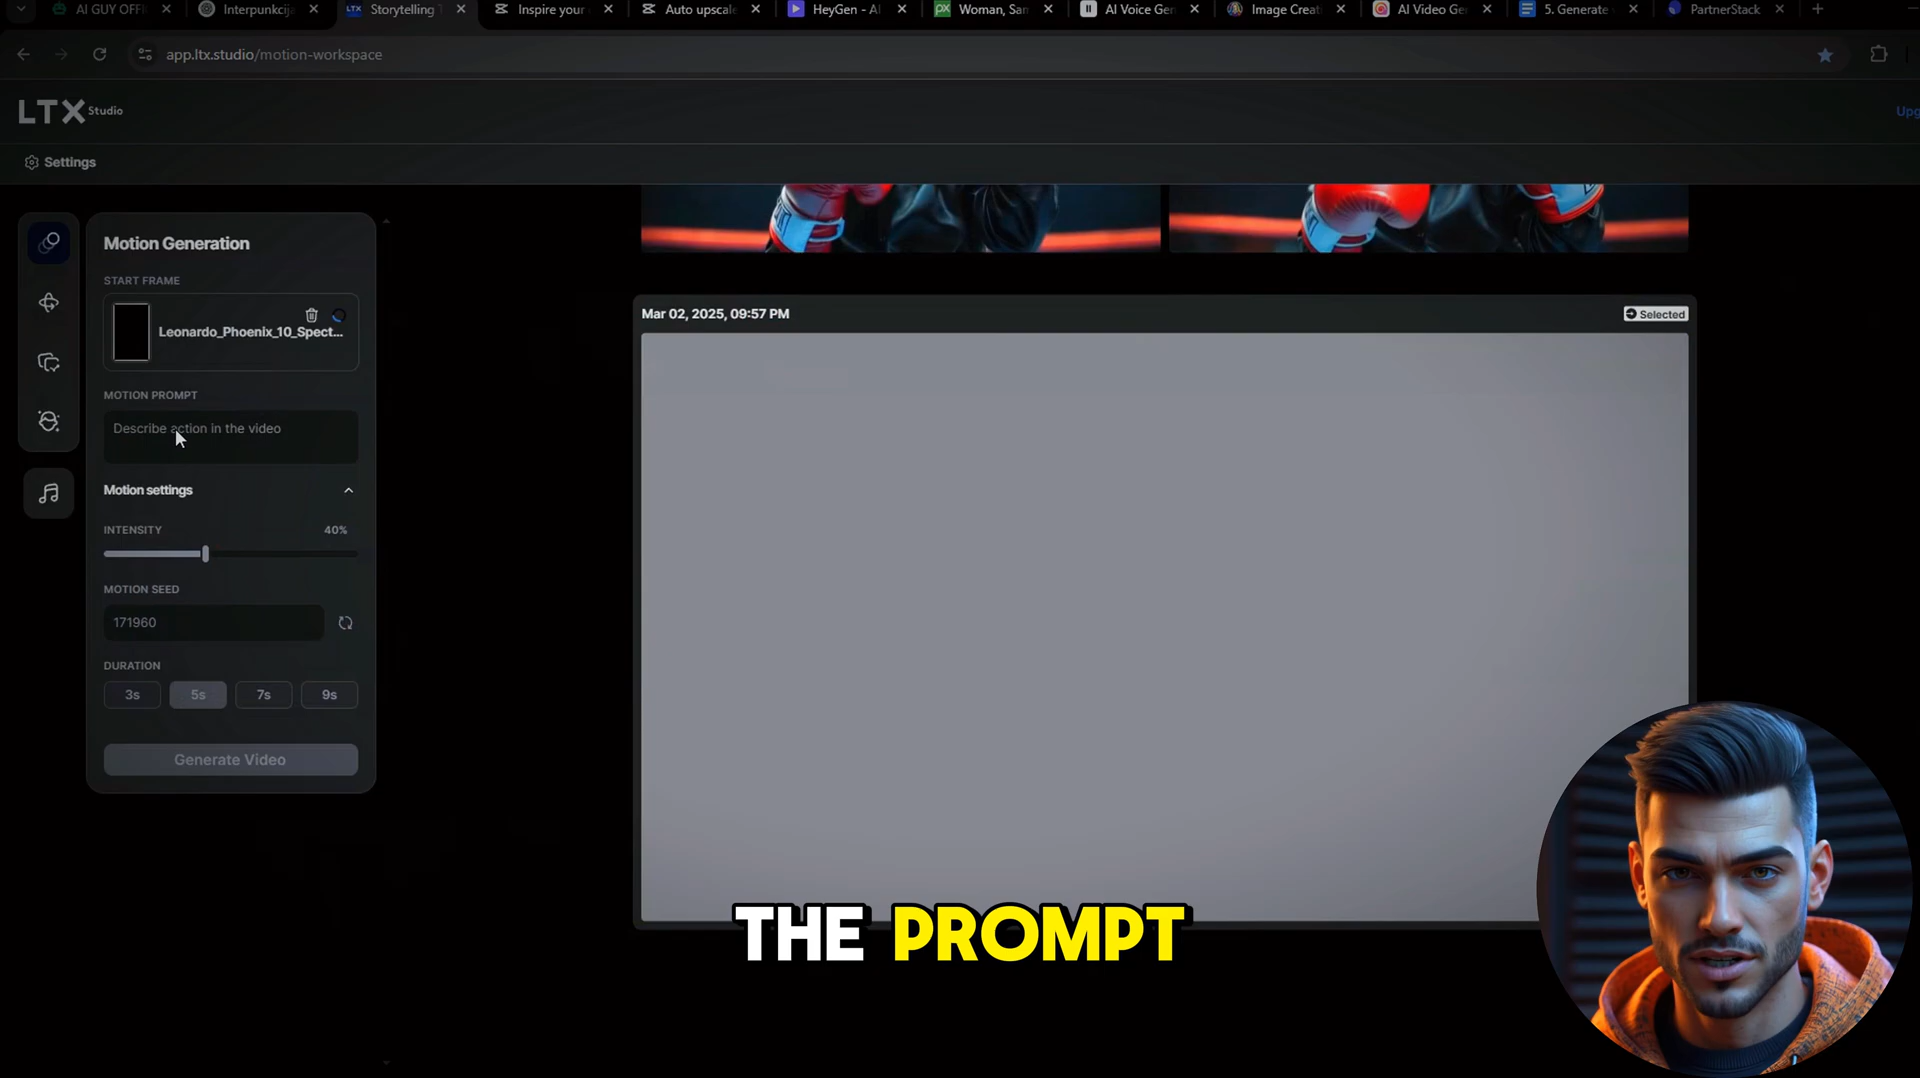 AI GUY OFFI
Interpunkcija
Storytelling T
Inspire your
Auto upscale
HeyGen - AI
Woman, San
AI Voice Gen
Image Creat
AI Video Ge
5. Generate
PartnerStack
app.ltx.studio/motion-workspace
LTX Studio
Upg
Settings
Motion Generation
START FRAME
Leonardo_Phoenix_10_Spect...
MOTION PROMPT
Describe action in the video
Motion settings
INTENSITY 40%
MOTION SEED
171960
DURATION
3s 5s 7s 9s
Generate Video
Mar 02, 2025, 09:57 PM
Selected
THE PROMPT